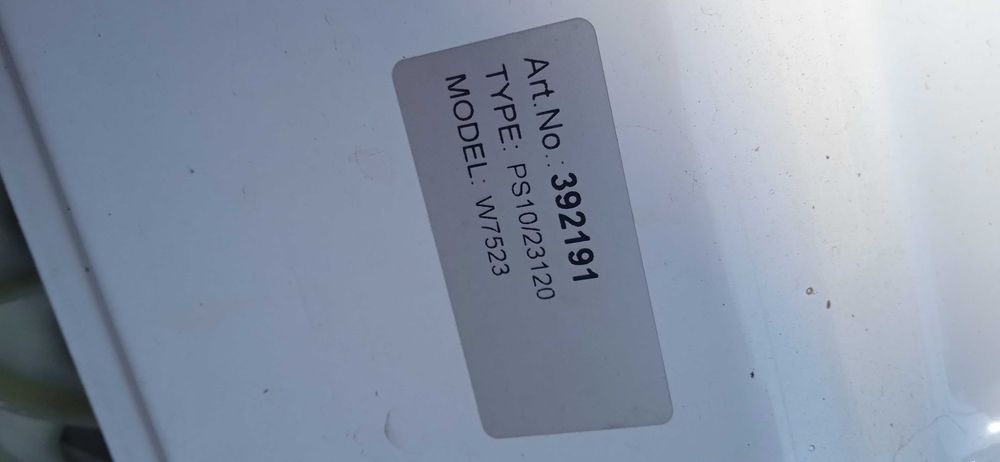 Art.No.: 392191
TYPE: PS10/23120
MODEL: W7523